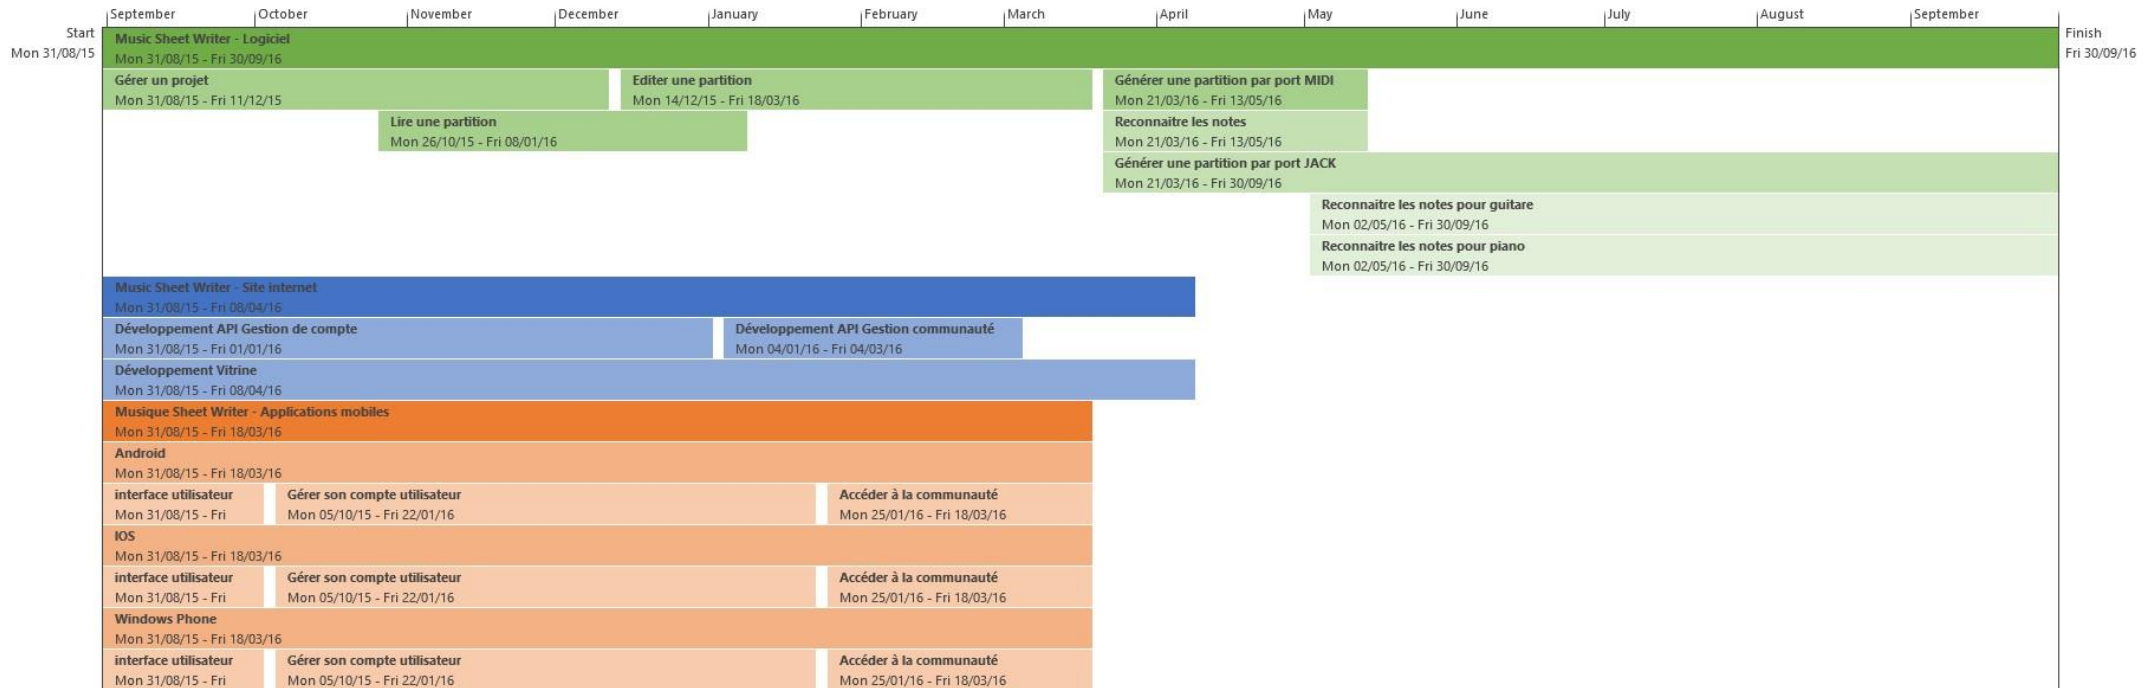 September October November December January February March April May June July August September
Start
Mon 31/08/15
Finish
Fri 30/09/16
Music Sheet Writer - Logiciel
Mon 31/08/15 - Fri 30/09/16
Gérer un projet
Mon 31/08/15 - Fri 11/12/15
Editer une partition
Mon 14/12/15 - Fri 18/03/16
Générer une partition par port MIDI
Mon 21/03/16 - Fri 13/05/16
Lire une partition
Mon 26/10/15 - Fri 08/01/16
Reconnaitre les notes
Mon 21/03/16 - Fri 13/05/16
Générer une partition par port JACK
Mon 21/03/16 - Fri 30/09/16
Reconnaitre les notes pour guitare
Mon 02/05/16 - Fri 30/09/16
Reconnaitre les notes pour piano
Mon 02/05/16 - Fri 30/09/16
Music Sheet Writer - Site internet
Mon 31/08/15 - Fri 08/04/16
Développement API Gestion de compte
Mon 31/08/15 - Fri 01/01/16
Développement API Gestion communauté
Mon 04/01/16 - Fri 04/03/16
Développement Vitrine
Mon 31/08/15 - Fri 08/04/16
Musique Sheet Writer - Applications mobiles
Mon 31/08/15 - Fri 18/03/16
Android
Mon 31/08/15 - Fri 18/03/16
interface utilisateur
Mon 31/08/15 - Fri
Gérer son compte utilisateur
Mon 05/10/15 - Fri 22/01/16
Accéder à la communauté
Mon 25/01/16 - Fri 18/03/16
IOS
Mon 31/08/15 - Fri 18/03/16
interface utilisateur
Mon 31/08/15 - Fri
Gérer son compte utilisateur
Mon 05/10/15 - Fri 22/01/16
Accéder à la communauté
Mon 25/01/16 - Fri 18/03/16
Windows Phone
Mon 31/08/15 - Fri 18/03/16
interface utilisateur
Mon 31/08/15 - Fri
Gérer son compte utilisateur
Mon 05/10/15 - Fri 22/01/16
Accéder à la communauté
Mon 25/01/16 - Fri 18/03/16